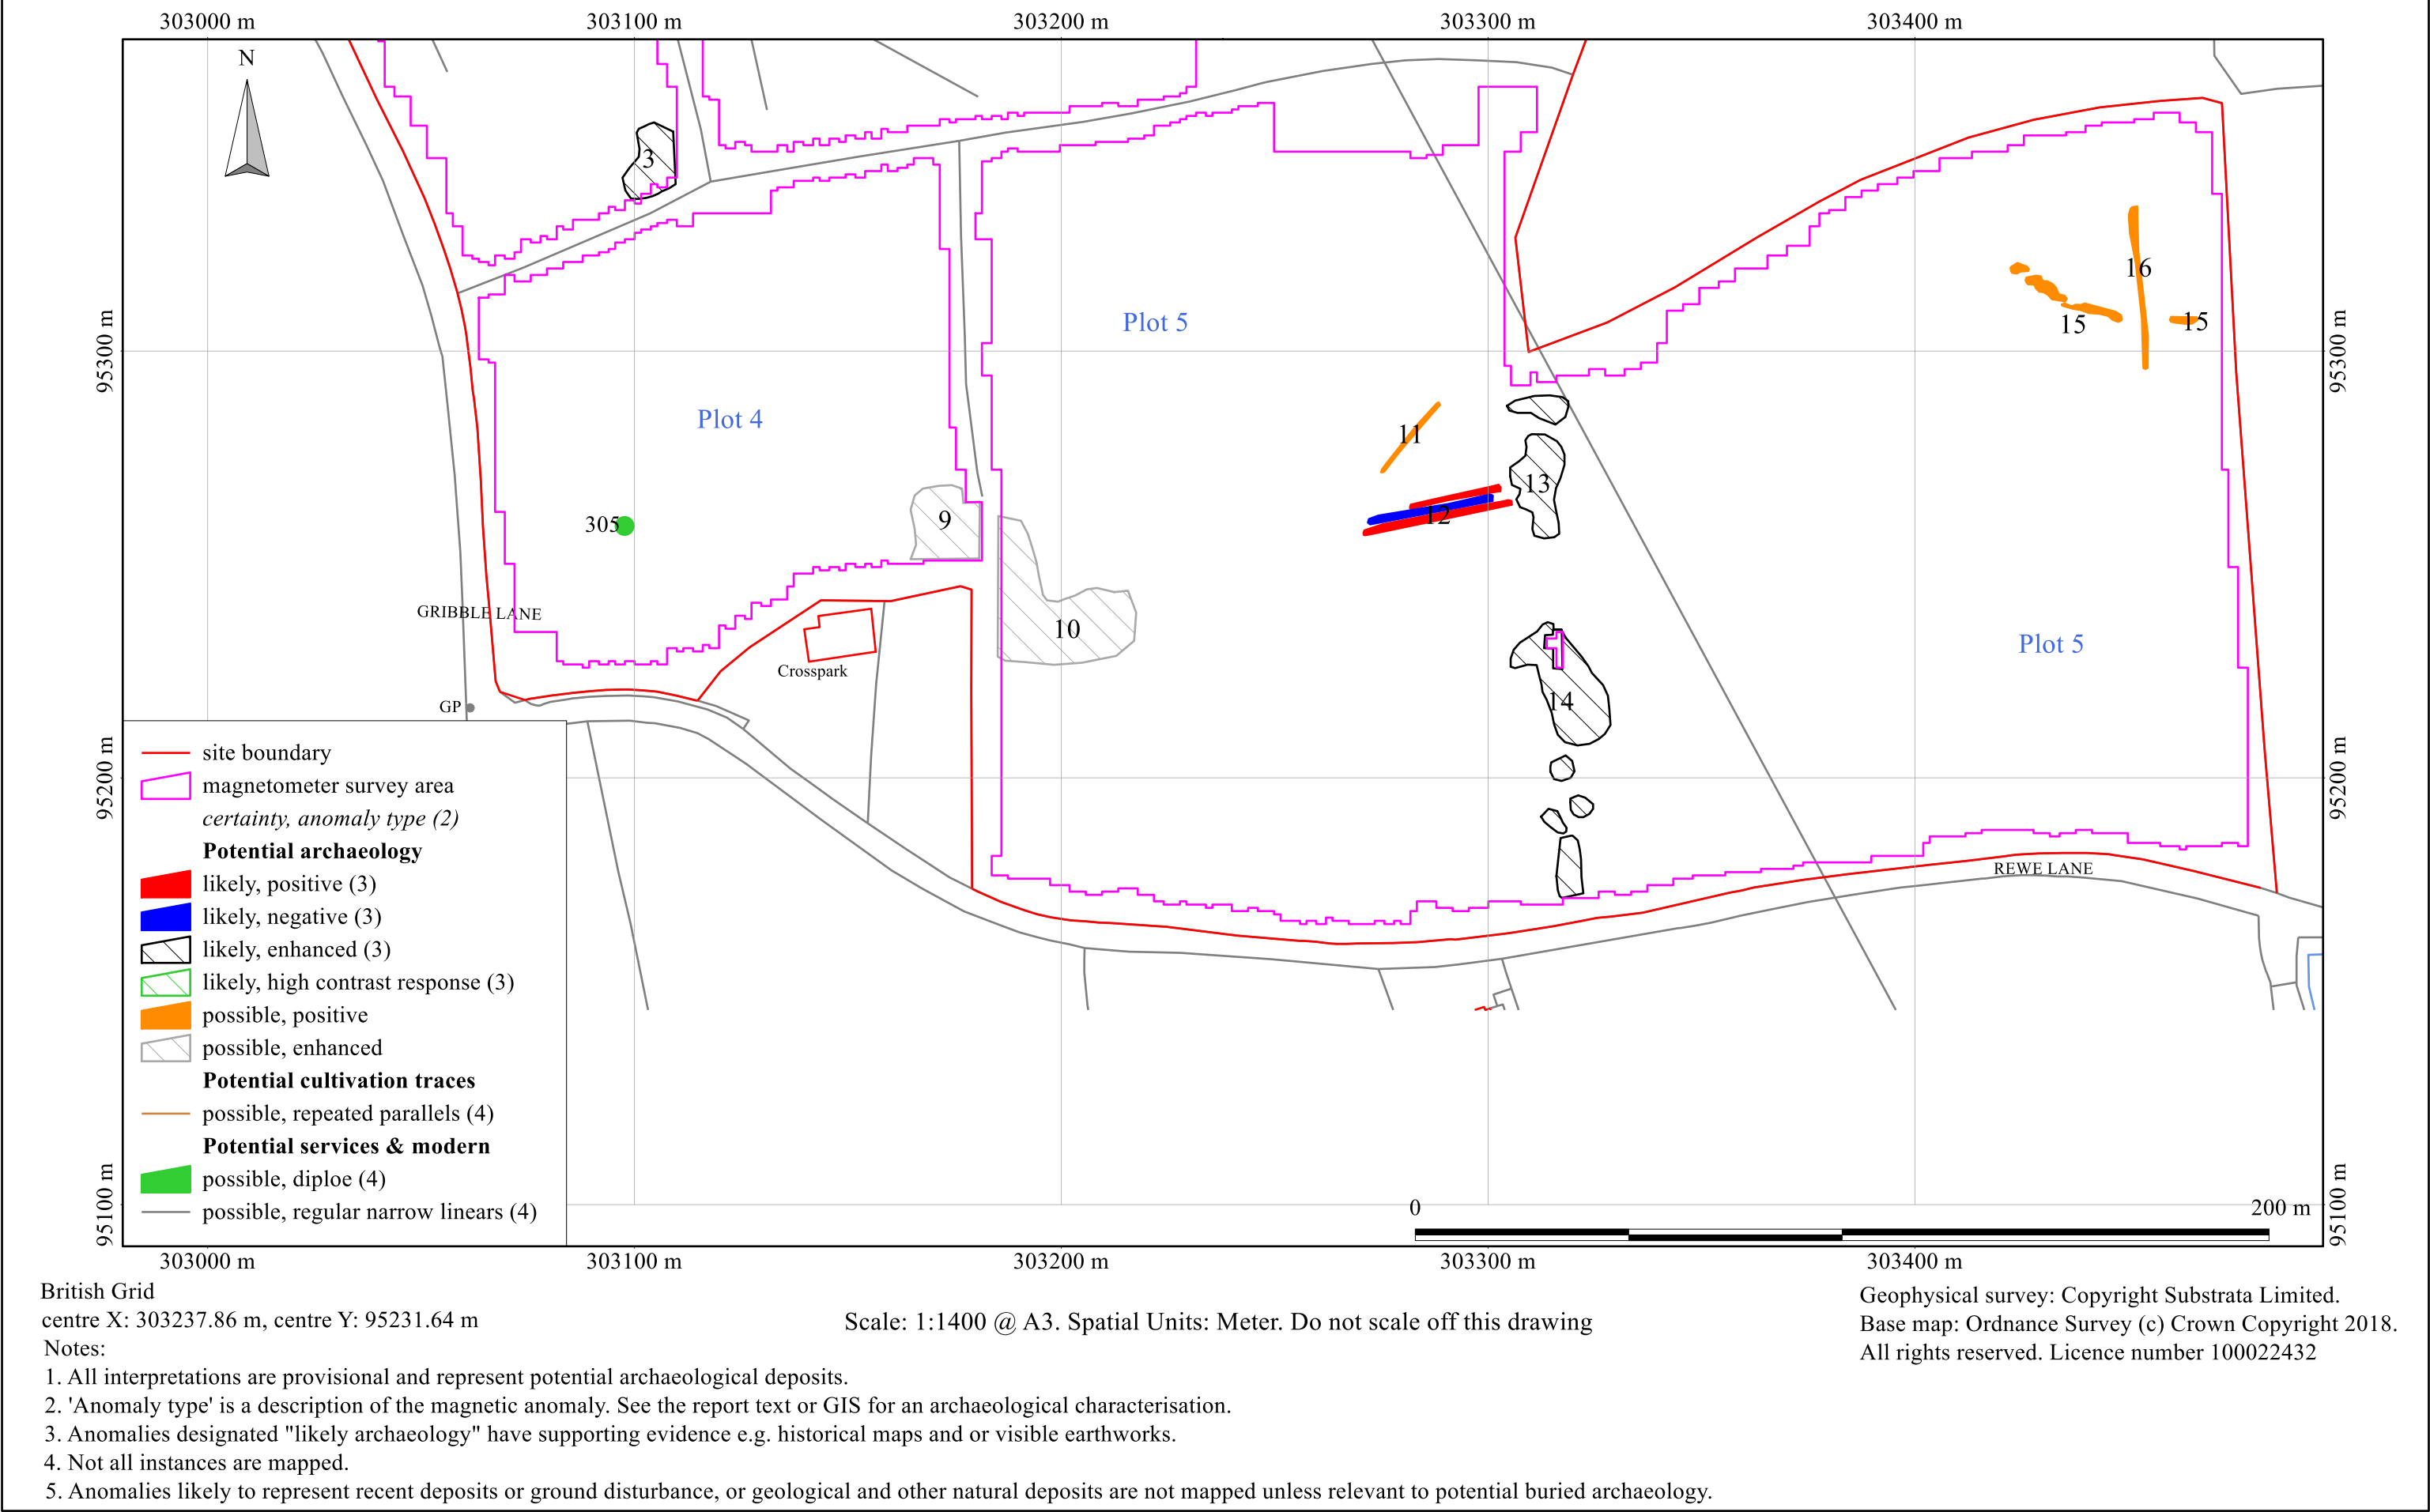 303000 m
303100 m
303200 m
303300 m
303400 m
N
3
16
15
15
95300 m
95300 m
Plot 5
Plot 4
11
13
12
9
305
10
GRIBBLE LANE
Plot 5
Crosspark
14
GP
site boundary
magnetometer survey area
certainty, anomaly type (2)
Potential archaeology
likely, positive (3)
likely, negative (3)
likely, enhanced (3)
likely, high contrast response (3)
possible, positive
possible, enhanced
Potential cultivation traces
possible, repeated parallels (4)
Potential services & modern
possible, diploe (4)
possible, regular narrow linears (4)
95200 m
95200 m
REWE LANE
95100 m
95100 m
0
200 m
303000 m
303100 m
303200 m
303300 m
303400 m
British Grid
centre X: 303237.86 m, centre Y: 95231.64 m
Scale: 1:1400 @ A3. Spatial Units: Meter. Do not scale off this drawing
Geophysical survey: Copyright Substrata Limited.
Base map: Ordnance Survey (c) Crown Copyright 2018.
All rights reserved. Licence number 100022432
Notes:
1. All interpretations are provisional and represent potential archaeological deposits.
2. 'Anomaly type' is a description of the magnetic anomaly. See the report text or GIS for an archaeological characterisation.
3. Anomalies designated "likely archaeology" have supporting evidence e.g. historical maps and or visible earthworks.
4. Not all instances are mapped.
5. Anomalies likely to represent recent deposits or ground disturbance, or geological and other natural deposits are not mapped unless relevant to potential buried archaeology.